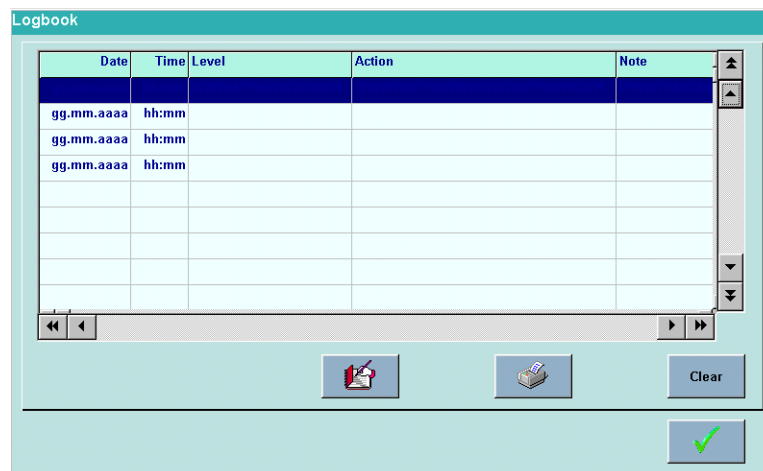 Logbook
Date Time Level Action Note
gg.mm.aaaa hh:mm
gg.mm.aaaa hh:mm
gg.mm.aaaa hh:mm
Clear